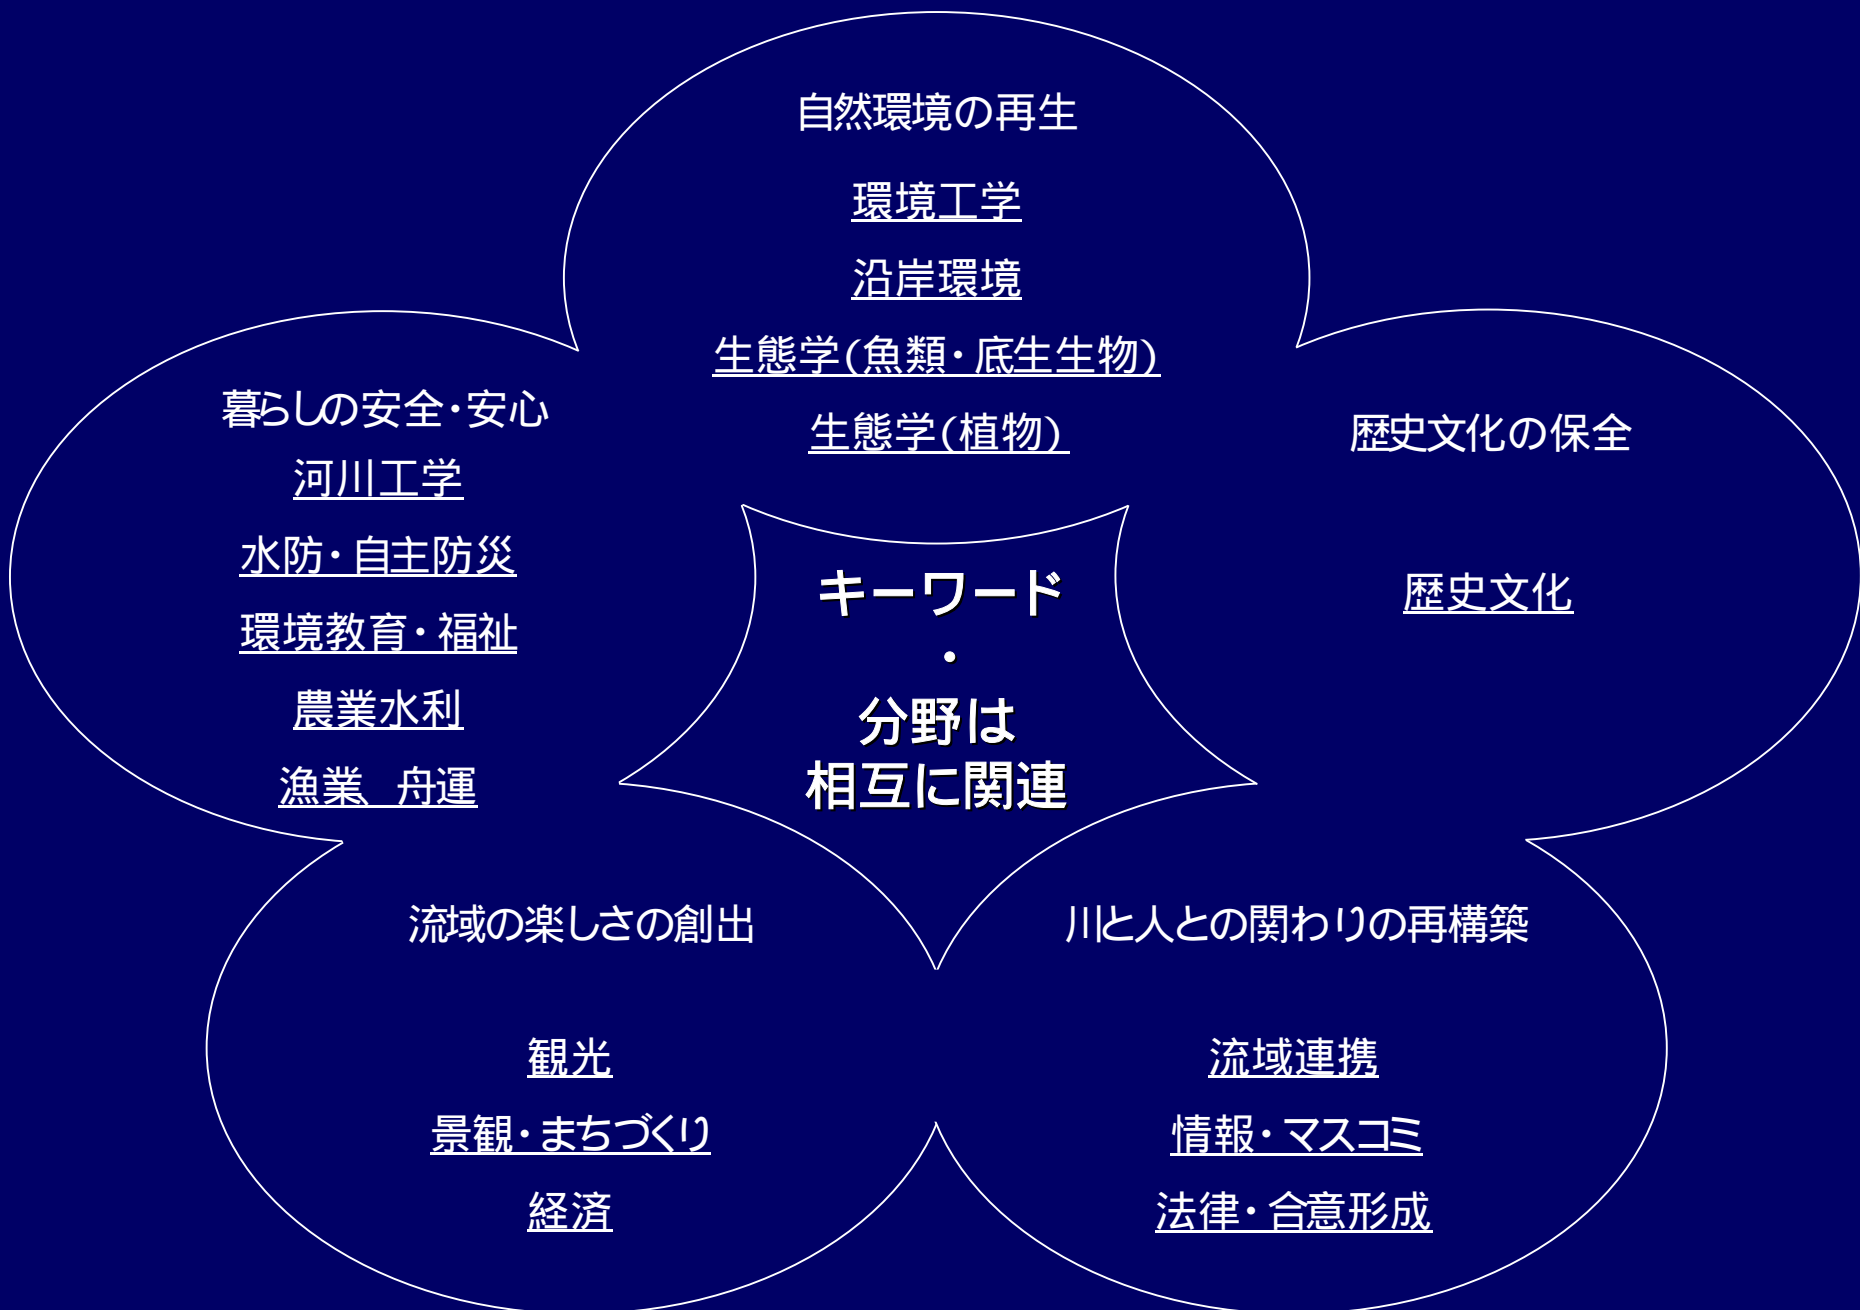 自然環境の再生
環境工学
沿岸環境
生態学(魚類・底生生物)
生態学(植物)
暮らしの安全・安心
河川工学
水防・自主防災
環境教育・福祉
農業水利
漁業、舟運
歴史文化の保全
歴史文化
キーワード
・
分野は
相互に関連
流域の楽しさの創出
観光
景観・まちづくり
経済
川と人との関わりの再構築
流域連携
情報・マスコミ
法律・合意形成